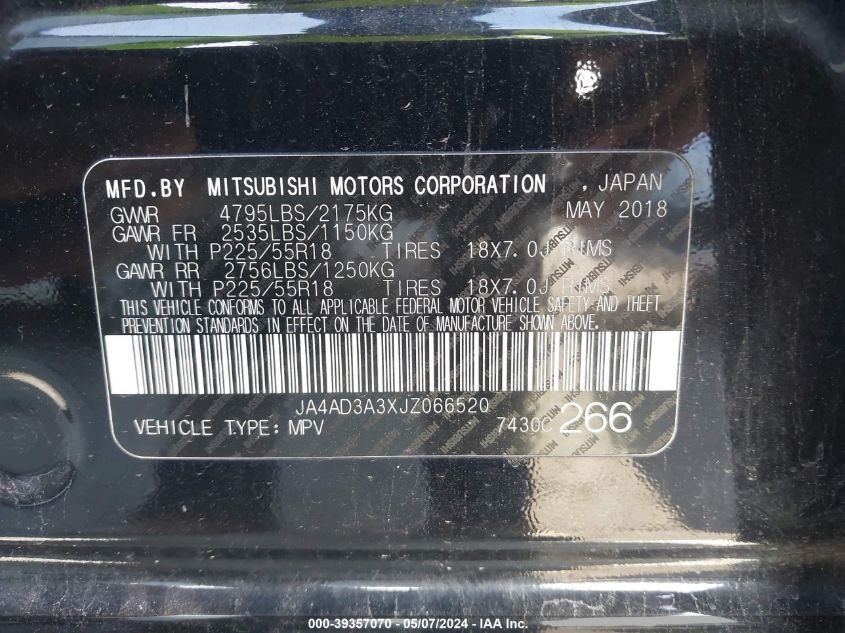 MFD.BY MITSUBISHI MOTORS CORPORATION , JAPAN
GVWR 4795LBS/2175KG MAY 2018
GAWR FR 2535LBS/1150KG
WITH P225/55R18 TIRES 18X7.0J RIMS
GAWR RR 2756LBS/1250KG
WITH P225/55R18 TIRES 18X7.0J RIMS
THIS VEHICLE CONFORMS TO ALL APPLICABLE FEDERAL MOTOR VEHICLE SAFETY AND THEFT
PREVENTION STANDARDS IN EFFECT ON THE DATE OF MANUFACTURE SHOWN ABOVE.
JA4AD3A3XJZ066520
VEHICLE TYPE: MPV 7430C 266
000-39357070 - 05/07/2024 - IAA Inc.